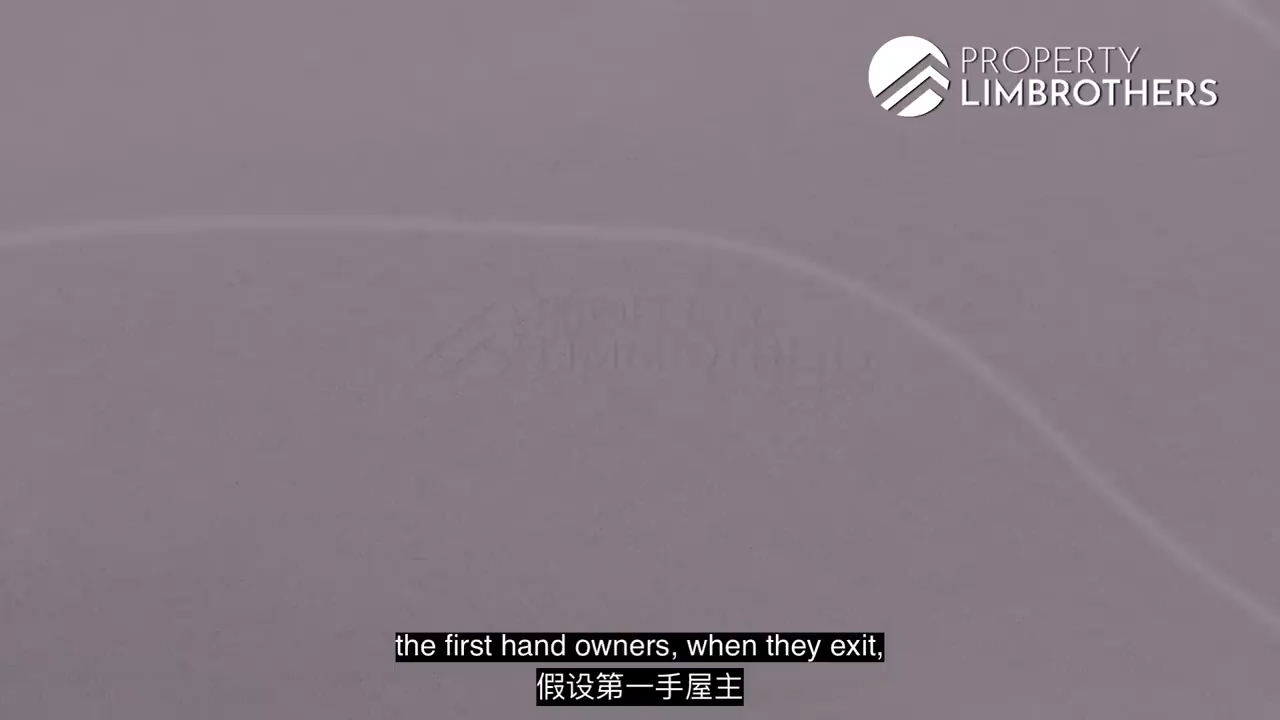 PROPERTY
LIMBROTHERS
the first hand owners, when they exit,
假设第一手屋主